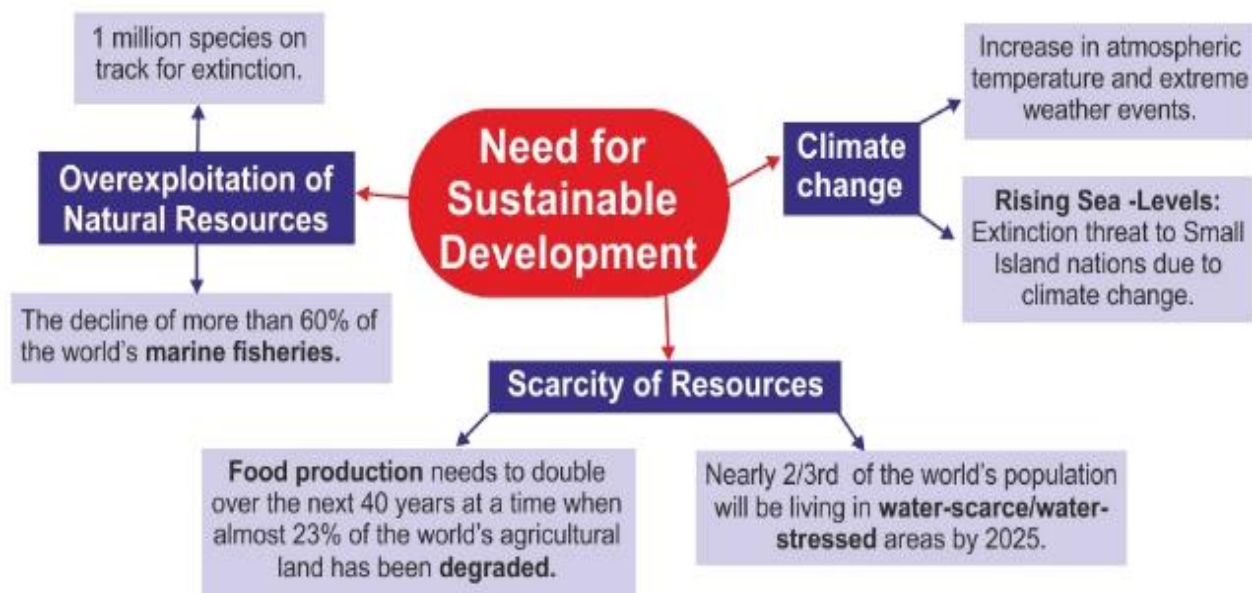 1 million species on
track for extinction.
Overexploitation of
Natural Resources
The decline of more than 60% of
the world's marine fisheries.
Need for
Sustainable
Development
Climate
change
Increase in atmospheric
temperature and extreme
weather events.
Rising Sea -Levels:
Extinction threat to Small
Island nations due to
climate change.
Scarcity of Resources
Food production needs to double
over the next 40 years at a time when
almost 23% of the world's agricultural
land has been degraded.
Nearly 2/3rd of the world's population
will be living in water-scarce/water-
stressed areas by 2025.